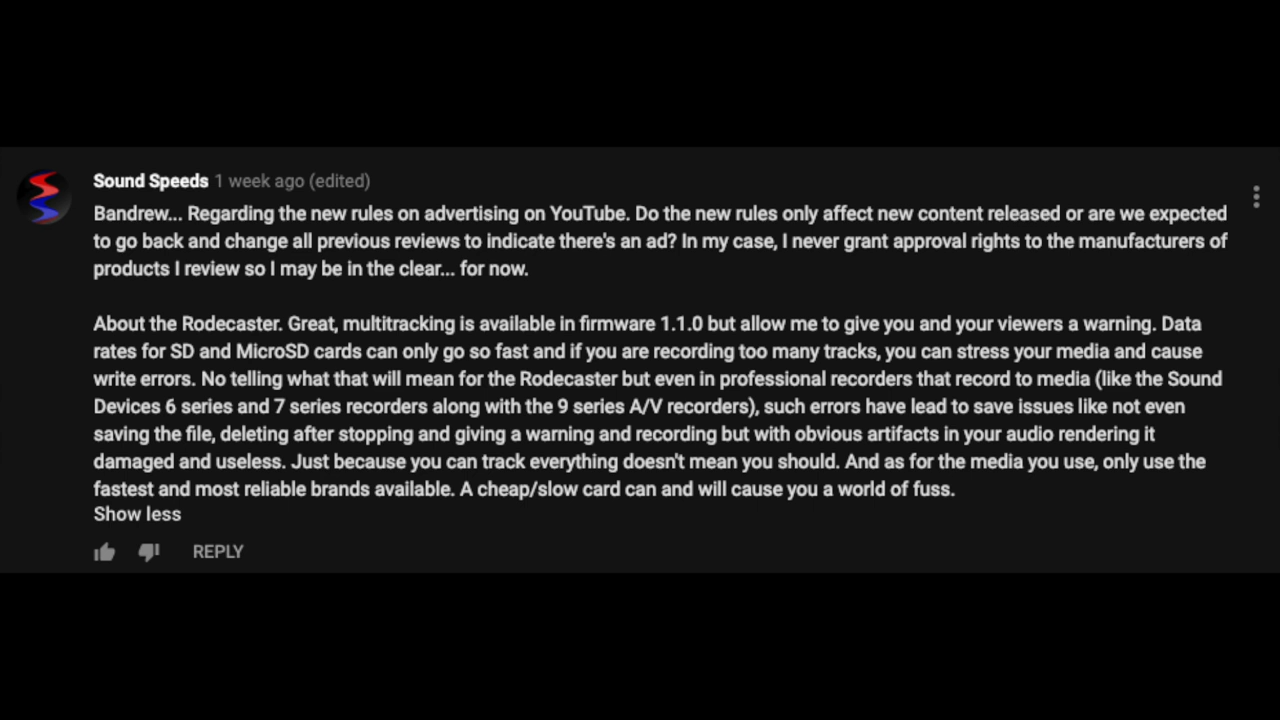 Sound Speeds 1 week ago (edited)
Bandrew... Regarding the new rules on advertising on YouTube. Do the new rules only affect new content released or are we expected
to go back and change all previous reviews to indicate there's an ad? In my case, I never grant approval rights to the manufacturers of
products I review so I may be in the clear... for now.
About the Rodecaster. Great, multitracking is available in firmware 1.1.0 but allow me to give you and your viewers a warning. Data
rates for SD and MicroSD cards can only go so fast and if you are recording too many tracks, you can stress your media and cause
write errors. No telling what that will mean for the Rodecaster but even in professional recorders that record to media (like the Sound
Devices 6 series and 7 series recorders along with the 9 series A/V recorders), such errors have lead to save issues like not even
saving the file, deleting after stopping and giving a warning and recording but with obvious artifacts in your audio rendering it
damaged and useless. Just because you can track everything doesn't mean you should. And as for the media you use, only use the
fastest and most reliable brands available. A cheap/slow card can and will cause you a world of fuss.
Show less
REPLY